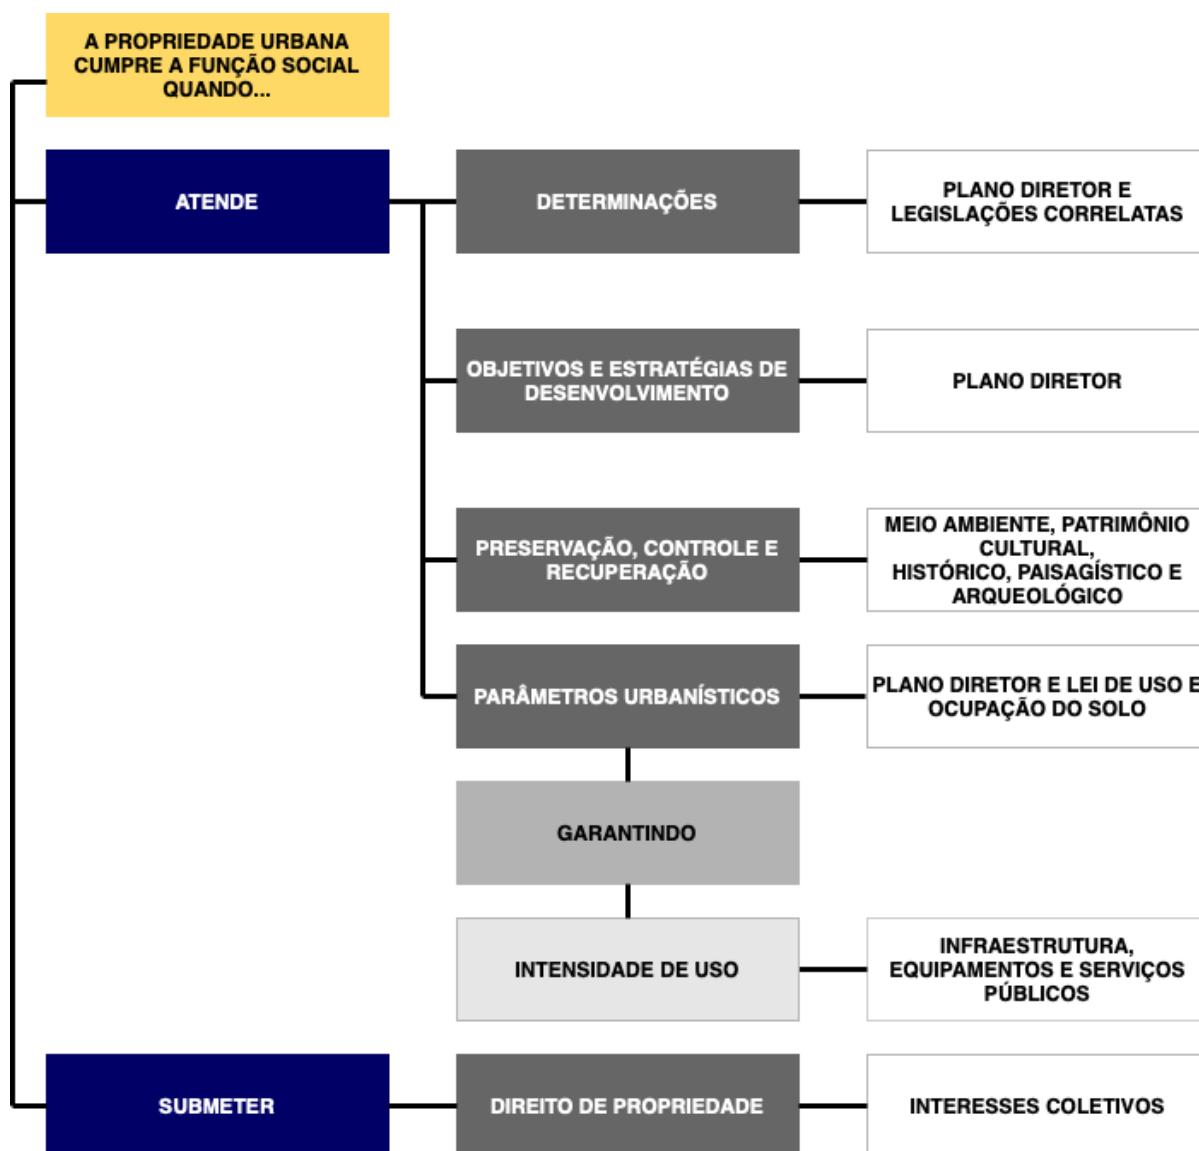 A PROPRIEDADE URBANA
CUMPRE A FUNÇÃO SOCIAL
QUANDO...
ATENDE
DETERMINAÇÕES
PLANO DIRETOR E
LEGISLAÇÕES CORRELATAS
OBJETIVOS E ESTRATÉGIAS DE
DESENVOLVIMENTO
PLANO DIRETOR
PRESERVAÇÃO, CONTROLE E
RECUPERAÇÃO
MEIO AMBIENTE, PATRIMÔNIO
CULTURAL,
HISTÓRICO, PAISAGÍSTICO E
ARQUEOLÓGICO
PARÂMETROS URBANÍSTICOS
PLANO DIRETOR E LEI DE USO E
OCUPAÇÃO DO SOLO
GARANTINDO
INTENSIDADE DE USO
INFRAESTRUTURA,
EQUIPAMENTOS E SERVIÇOS
PÚBLICOS
SUBMETER
DIREITO DE PROPRIEDADE
INTERESSES COLETIVOS